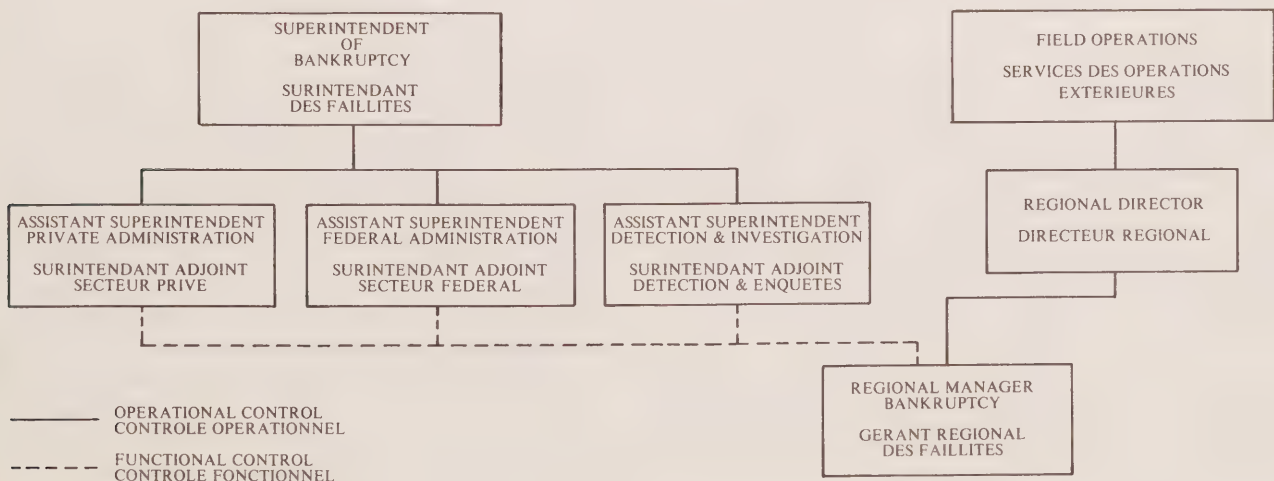 SUPERINTENDENT
OF
BANKRUPTCY
SURINTENDANT
DES FAILLITES
FIELD OPERATIONS
SERVICES DES OPERATIONS
EXTERIEURES
ASSISTANT SUPERINTENDENT
PRIVATE ADMINISTRATION
SURINTENDANT ADJOINT
SECTEUR PRIVE
ASSISTANT SUPERINTENDENT
FEDERAL ADMINISTRATION
SURINTENDANT ADJOINT
SECTEUR FEDERAL
ASSISTANT SUPERINTENDENT
DETECTION & INVESTIGATION
SURINTENDANT ADJOINT
DETECTION & ENQUETES
REGIONAL DIRECTOR
DIRECTEUR REGIONAL
REGIONAL MANAGER
BANKRUPTCY
GERANT REGIONAL
DES FAILLITES
OPERATIONAL CONTROL
CONTROLE OPERATIONNEL
FUNCTIONAL CONTROL
CONTROLE FONCTIONNEL